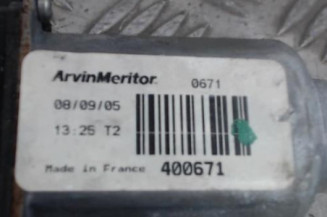 ArvinMeritor. 0671
08/09/05
13:25 T2
Made in France 400671